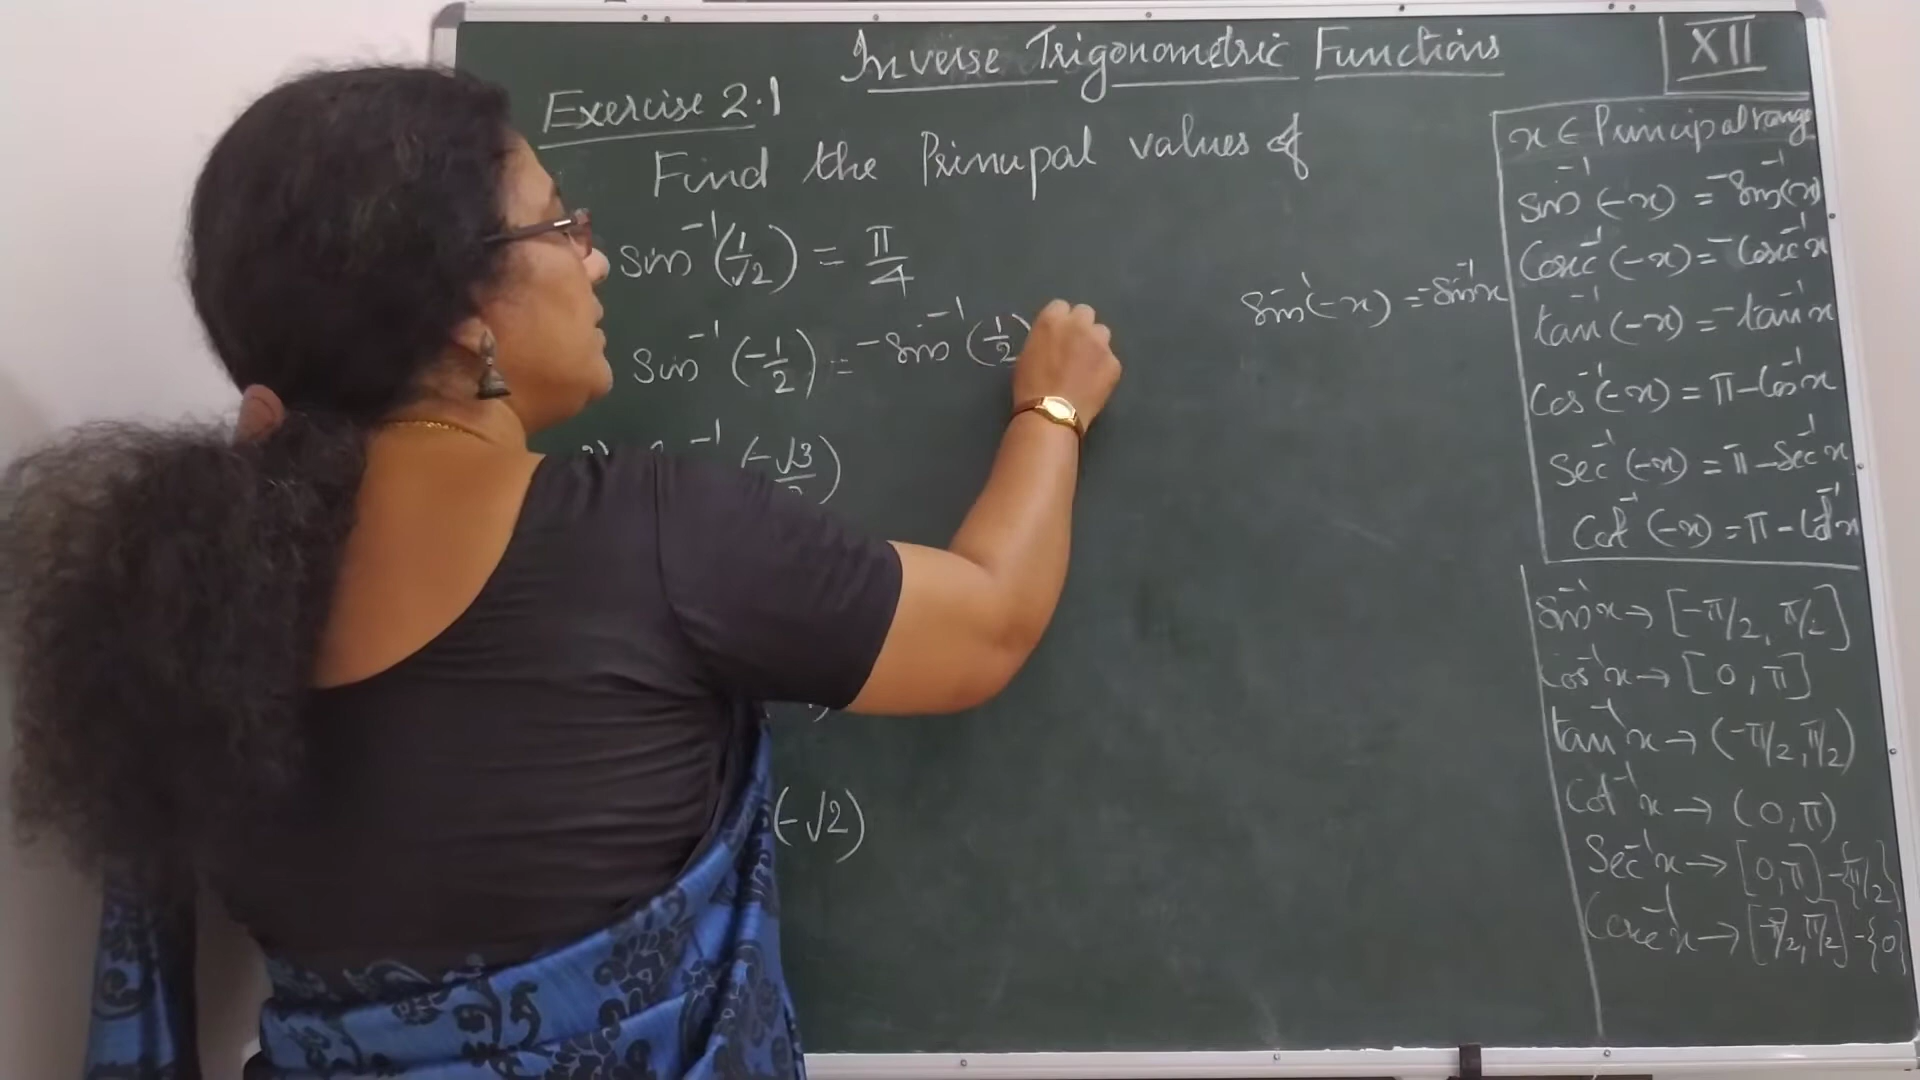 Inverse Trigonometric Functions
XII
Exercise 2.1
Find the Prinupal values of
sin⁻¹(1/√2) = π/4
sin⁻¹(-1/2) = -sin⁻¹(1/2)
sin⁻¹(-x) = -sin⁻¹x
⁻¹(-√3/2)
(-√2)
x ∈ Principal range
sin⁻¹(-x) = -sin⁻¹(x)
Cosec⁻¹(-x) = -Cosec⁻¹x
tan⁻¹(-x) = -tan⁻¹x
Cos⁻¹(-x) = π-Cos⁻¹x
Sec⁻¹(-x) = π-Sec⁻¹x
Cot⁻¹(-x) = π-Cot⁻¹x
sin⁻¹x → [-π/2, π/2]
Cos⁻¹x → [0, π]
tan⁻¹x → (-π/2, π/2)
Cot⁻¹x → (0, π)
Sec⁻¹x → [0, π]-{π/2}
Cosec⁻¹x → [-π/2, π/2]-{0}